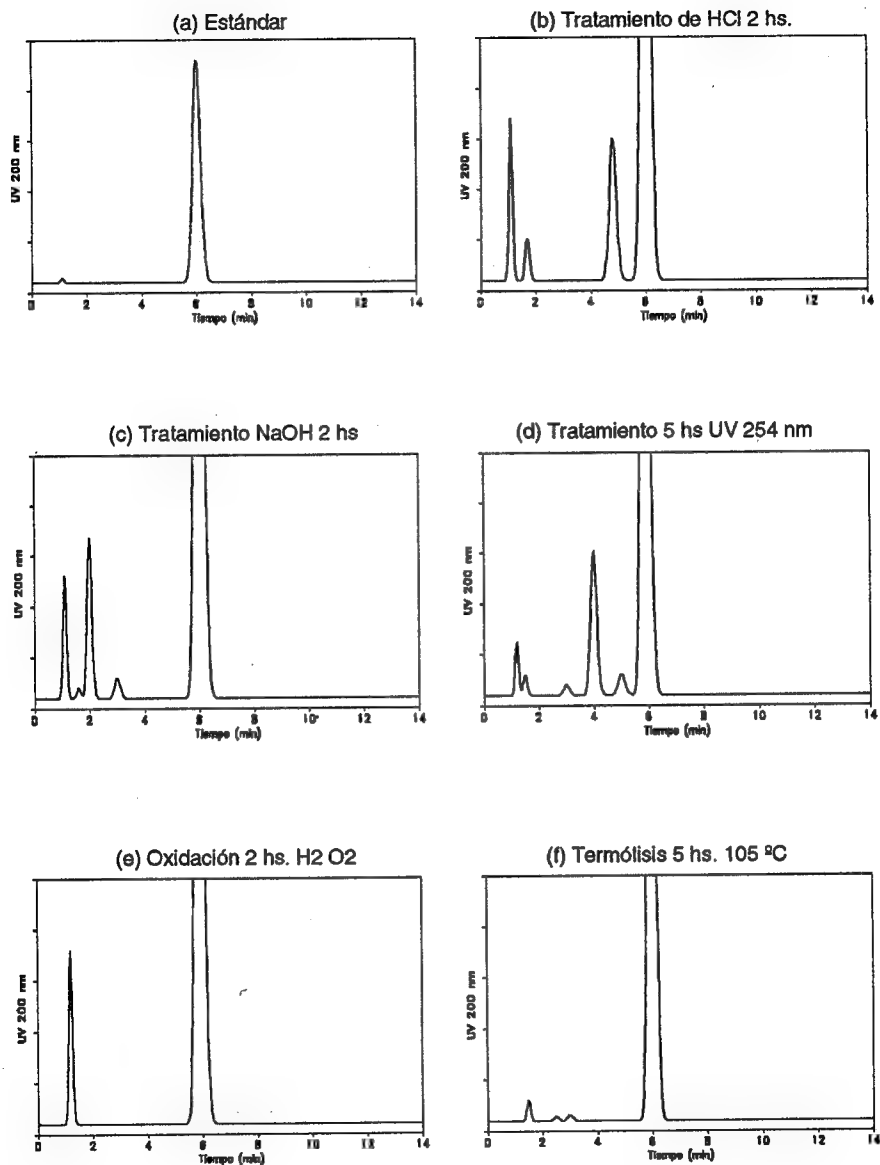 (a) Estándar
UV 200 nm
0 2 4 6 8 10 12 14
Tiempo (min)
(b) Tratamiento de HCl 2 hs.
UV 200 nm
0 2 4 6 8 10 12 14
Tiempo (min)
(c) Tratamiento NaOH 2 hs
UV 200 nm
0 2 4 6 8 10 12 14
Tiempo (min)
(d) Tratamiento 5 hs UV 254 nm
UV 200 nm
0 2 4 6 8 10 12 14
Tiempo (min)
(e) Oxidación 2 hs. H2 O2
UV 200 nm
0 2 4 6 8 10 12 14
Tiempo (min)
(f) Termólisis 5 hs. 105 ºC
UV 200 nm
0 2 4 6 8 10 12 14
Tiempo (min)